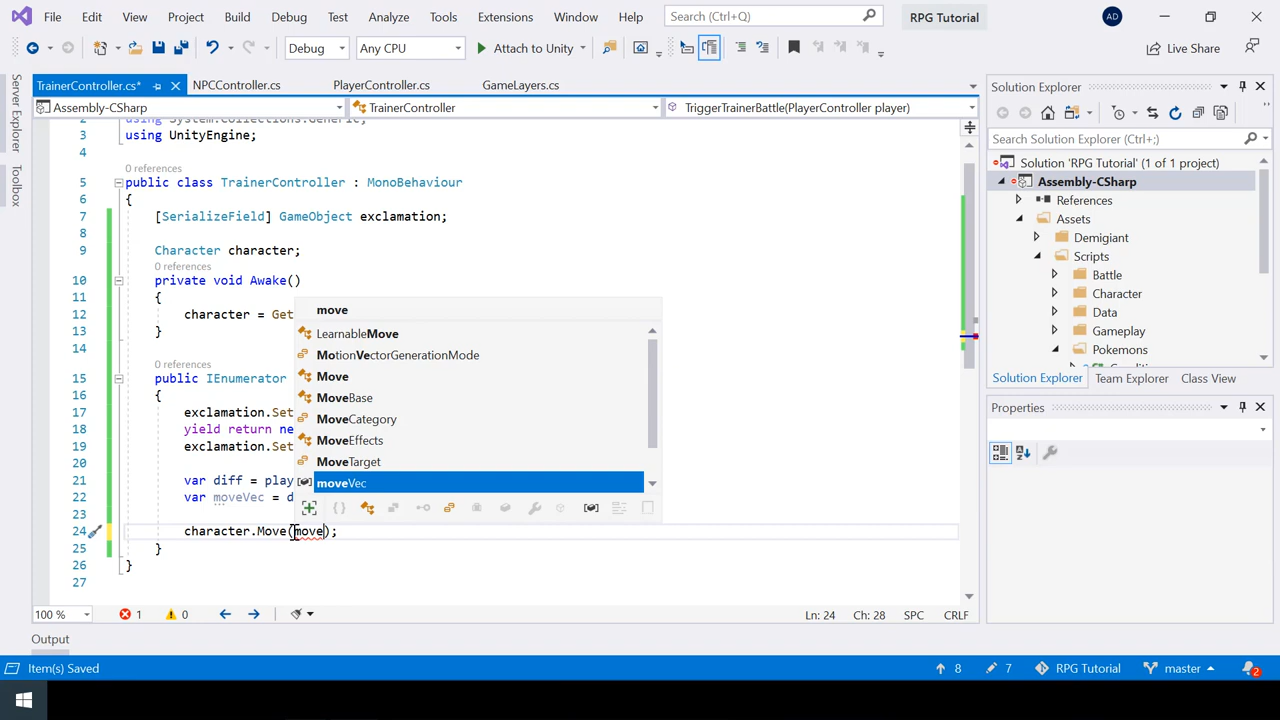 File Edit View Project Build Debug Test Analyze Tools Extensions Window Help Search (Ctrl+Q) RPG Tutorial AD
Debug Any CPU Attach to Unity Live Share
Server Explorer
Toolbox
TrainerController.cs* NPCController.cs PlayerController.cs GameLayers.cs
Assembly-CSharp TrainerController TriggerTrainerBattle(PlayerController player)
2 using System.Collections.Generic;
3 using UnityEngine;
4
0 references
5 public class TrainerController : MonoBehaviour
6 {
7 [SerializeField] GameObject exclamation;
8
9 Character character;
0 references
10 private void Awake()
11 {
12 character = Get
13 }
14
0 references
15 public IEnumerator
16 {
17 exclamation.Set
18 yield return ne
19 exclamation.Set
20
21 var diff = play
22 var moveVec = d
23
24 character.Move(move);
25 }
26 }
27
move
LearnableMove
MotionVectorGenerationMode
Move
MoveBase
MoveCategory
MoveEffects
MoveTarget
moveVec
100 % 1 0 Ln: 24 Ch: 28 SPC CRLF
Output
Item(s) Saved 8 7 RPG Tutorial master 2
Solution Explorer
Search Solution Explorer (Ctrl+;)
Solution 'RPG Tutorial' (1 of 1 project)
Assembly-CSharp
References
Assets
Demigiant
Scripts
Battle
Character
Data
Gameplay
Pokemons
Solution Explorer Team Explorer Class View
Properties